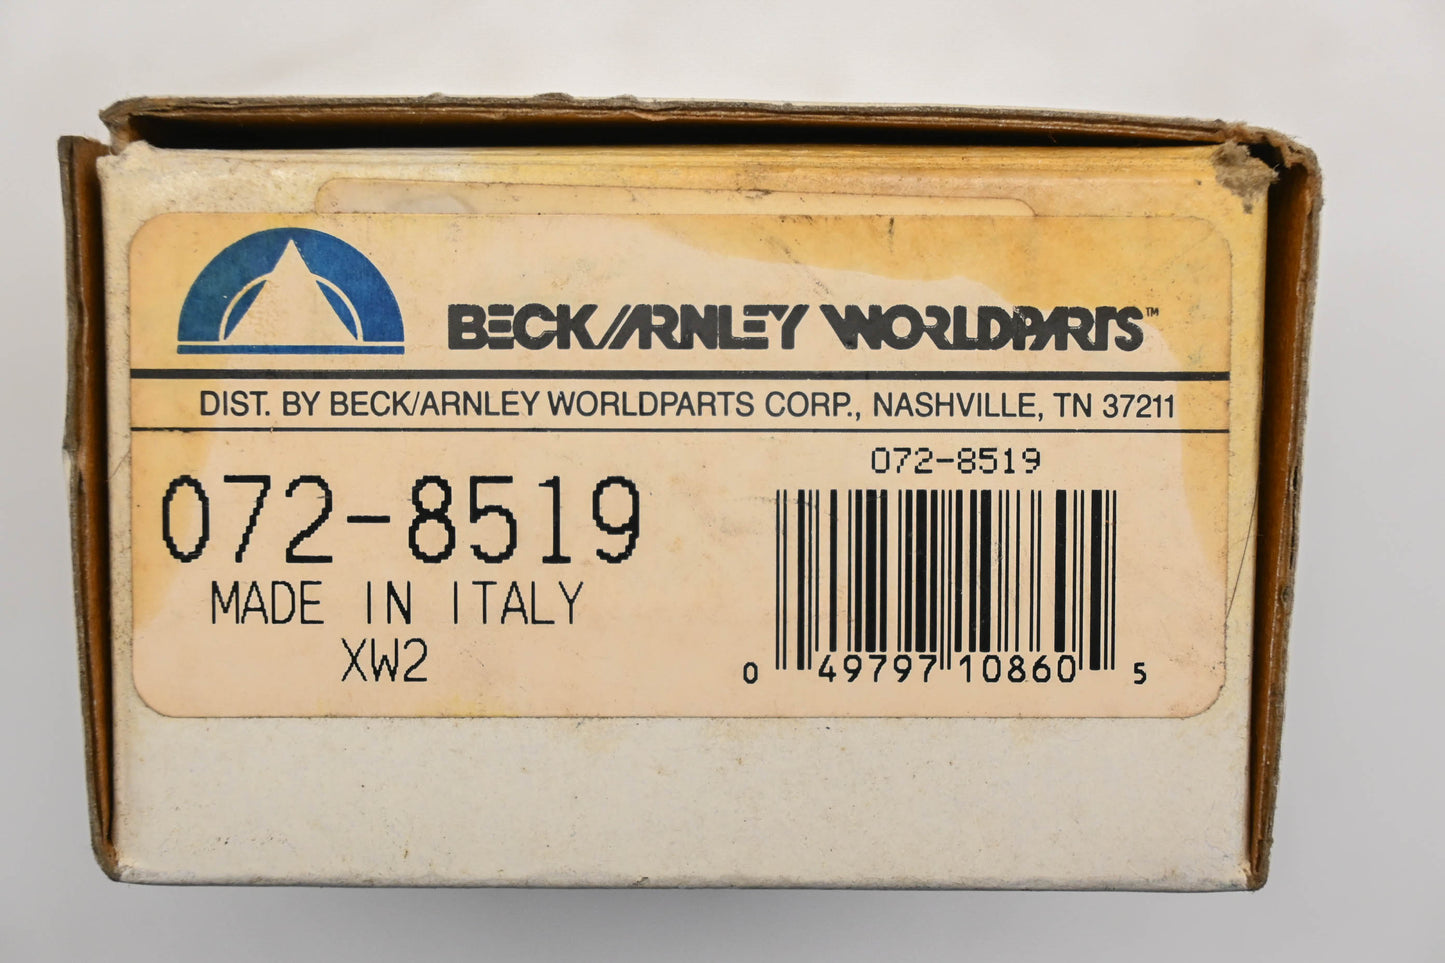 BECK/ARNLEY WORLDPARTS™
DIST. BY BECK/ARNLEY WORLDPARTS CORP., NASHVILLE, TN 37211
072-8519
MADE IN ITALY
XW2
072-8519
0 49797 10860 5